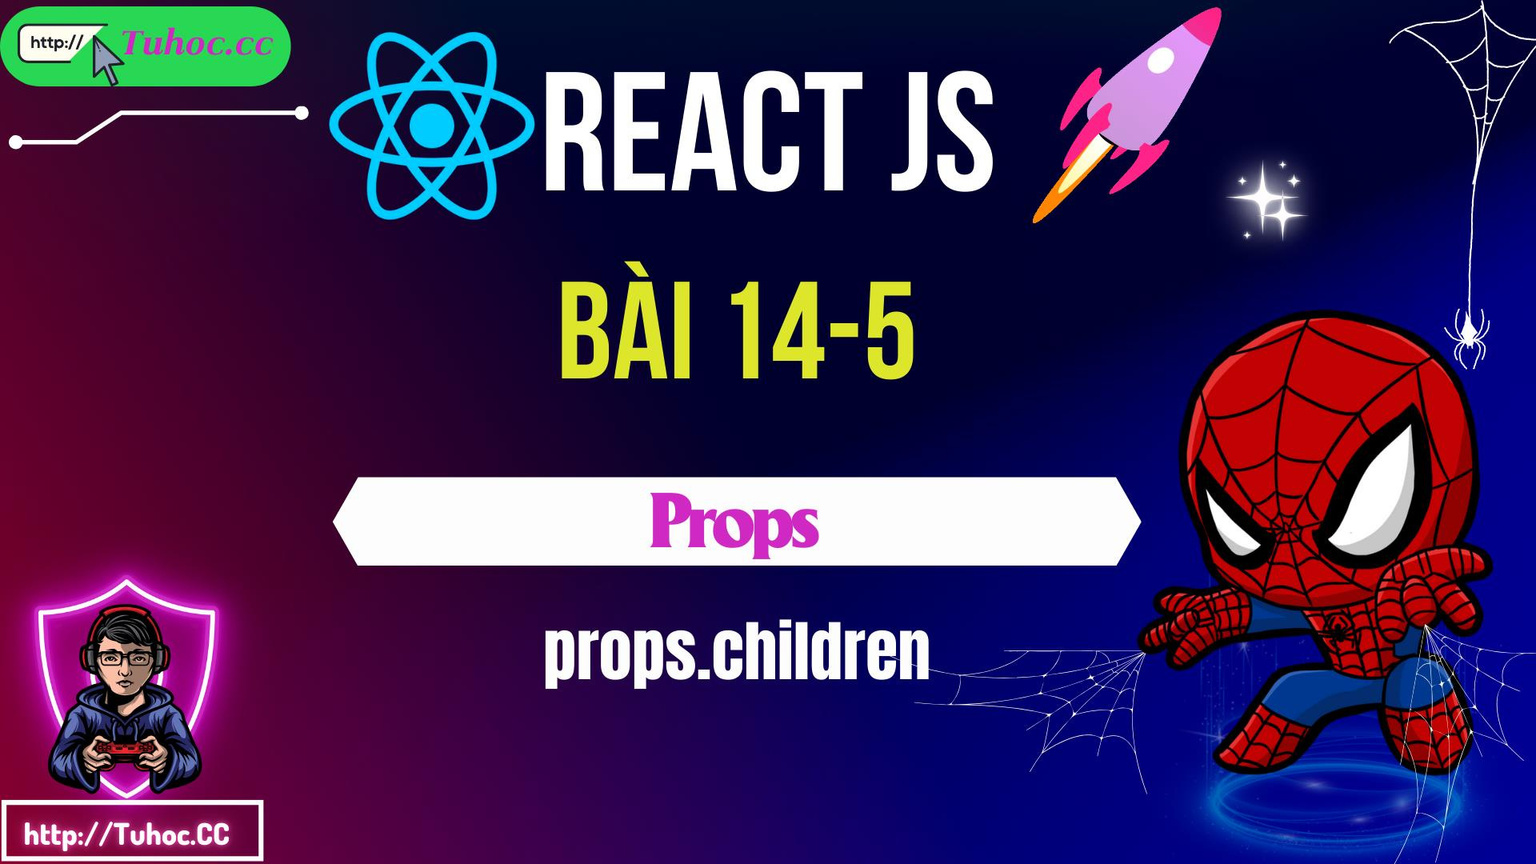 http://
Tuhoc.cc
REACT JS
BÀI 14-5
Props
props.children
http://Tuhoc.CC